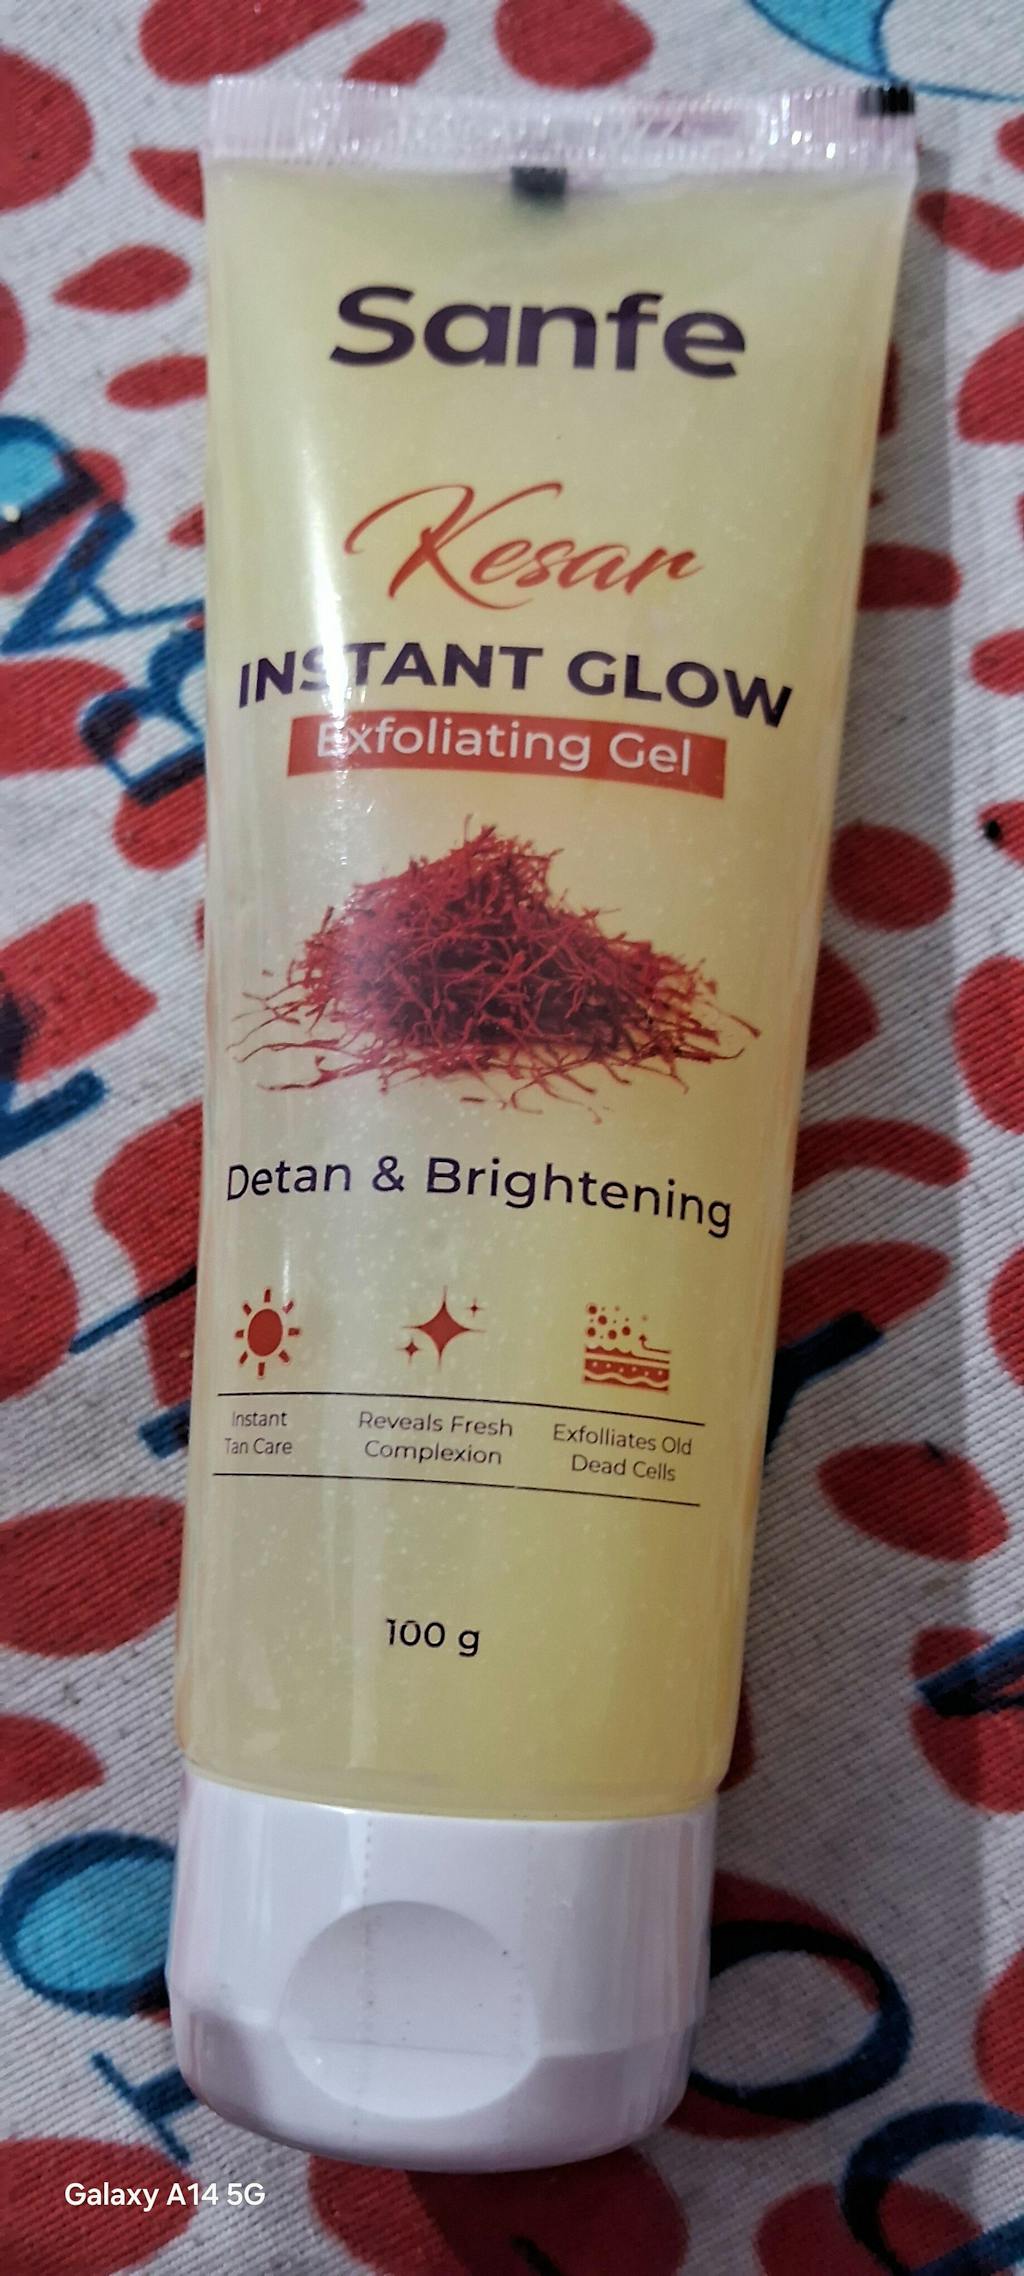 Sanfe
Kesar
INSTANT GLOW
Exfoliating Gel
Detan & Brightening
Instant
Tan Care
Reveals Fresh
Complexion
Exfolliates Old
Dead Cells
100 g
Galaxy A14 5G